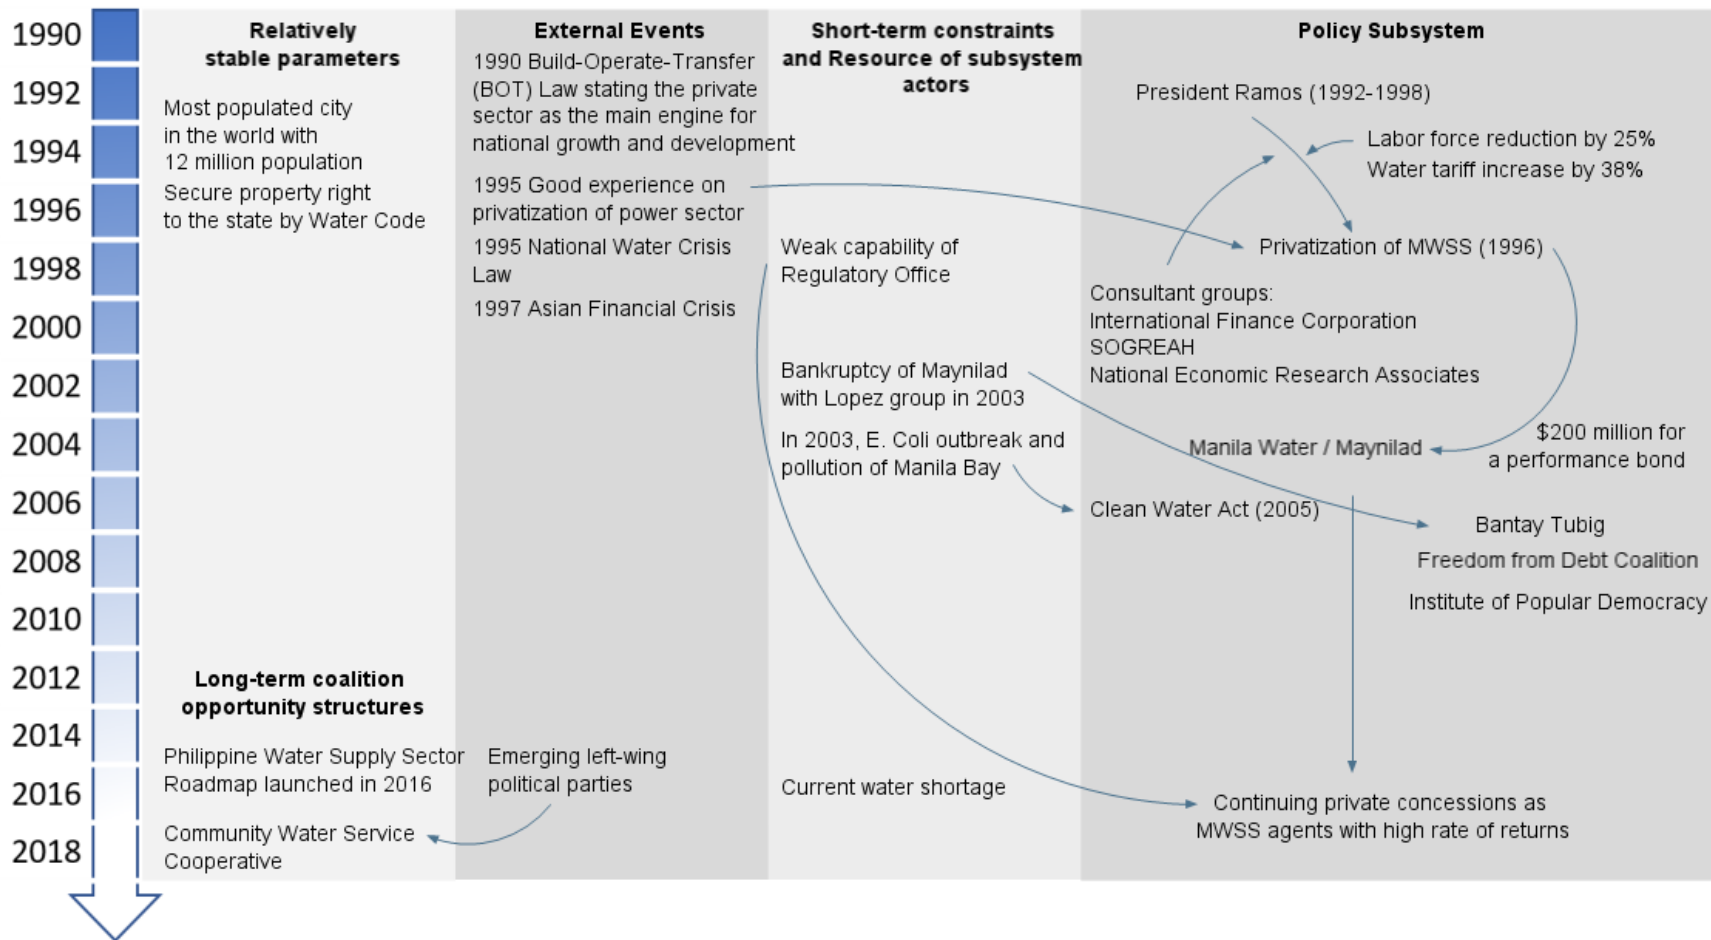 1990
1992
1994
1996
1998
2000
2002
2004
2006
2008
2010
2012
2014
2016
2018
Relatively
stable parameters
Most populated city
in the world with
12 million population
Secure property right
to the state by Water Code
Long-term coalition
opportunity structures
Philippine Water Supply Sector
Roadmap launched in 2016
Community Water Service
Cooperative
External Events
1990 Build-Operate-Transfer
(BOT) Law stating the private
sector as the main engine for
national growth and development
1995 Good experience on
privatization of power sector
1995 National Water Crisis
Law
1997 Asian Financial Crisis
Emerging left-wing
political parties
Short-term constraints
and Resource of subsystem
actors
Weak capability of
Regulatory Office
Bankruptcy of Maynilad
with Lopez group in 2003
In 2003, E. Coli outbreak and
pollution of Manila Bay
Current water shortage
Policy Subsystem
President Ramos (1992-1998)
Labor force reduction by 25%
Water tariff increase by 38%
Privatization of MWSS (1996)
Consultant groups:
International Finance Corporation
SOGREAH
National Economic Research Associates
Manila Water / Maynilad
$200 million for
a performance bond
Clean Water Act (2005)
Bantay Tubig
Freedom from Debt Coalition
Institute of Popular Democracy
Continuing private concessions as
MWSS agents with high rate of returns